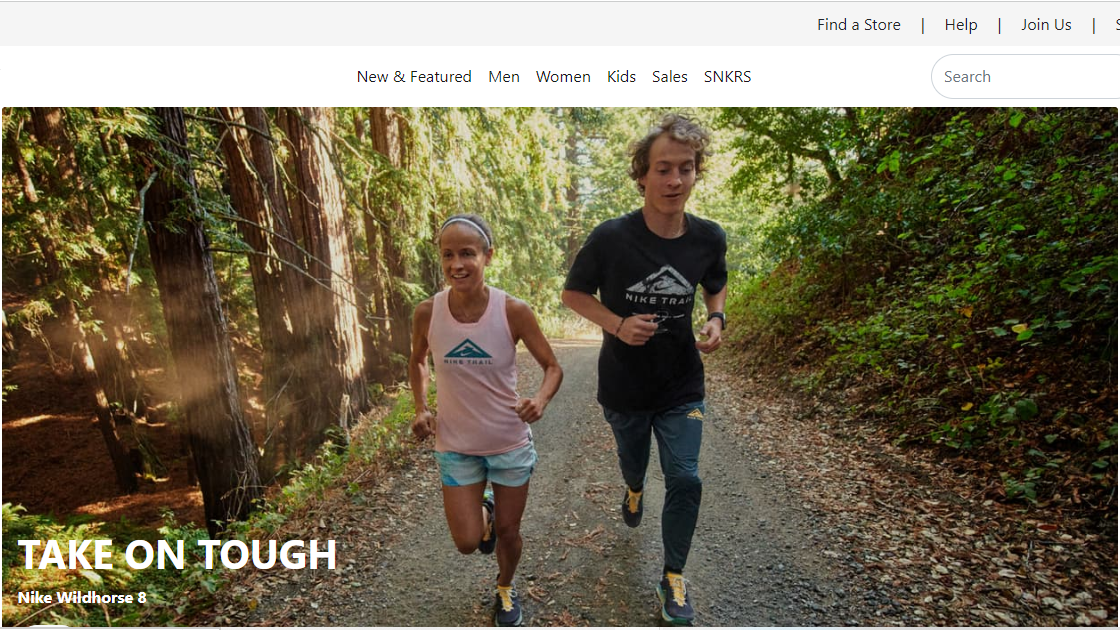 Find a Store | Help | Join Us |
New & Featured Men Women Kids Sales SNKRS
Search
NIKE TRAIL
NIKE TRAIL
TAKE ON TOUGH
Nike Wildhorse 8